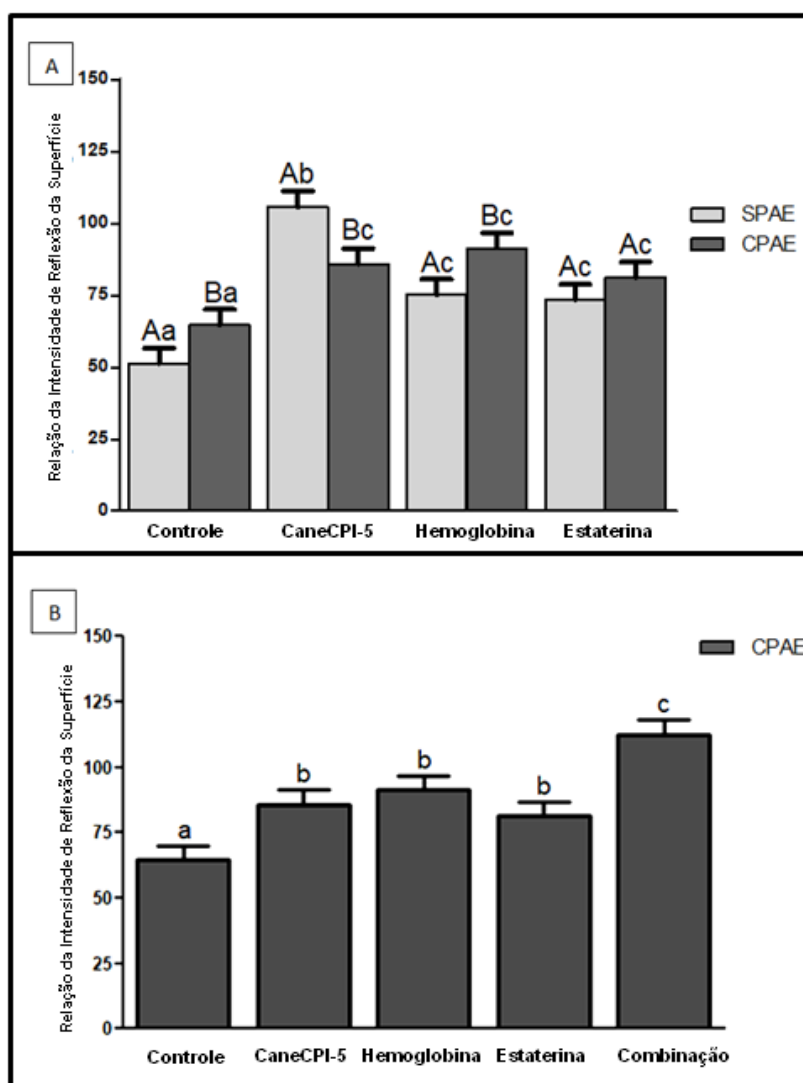 A
Relação da Intensidade de Reflexão da Superfície
150
125
100
75
50
25
0
Aa
Ba
Ab
Bc
Ac
Bc
Ac
Ac
SPAE
CPAE
Controle
CaneCPI-5
Hemoglobina
Estaterina
B
Relação da Intensidade de Reflexão da Superfície
150
125
100
75
50
25
0
a
b
b
b
c
CPAE
Controle
CaneCPI-5
Hemoglobina
Estaterina
Combinação